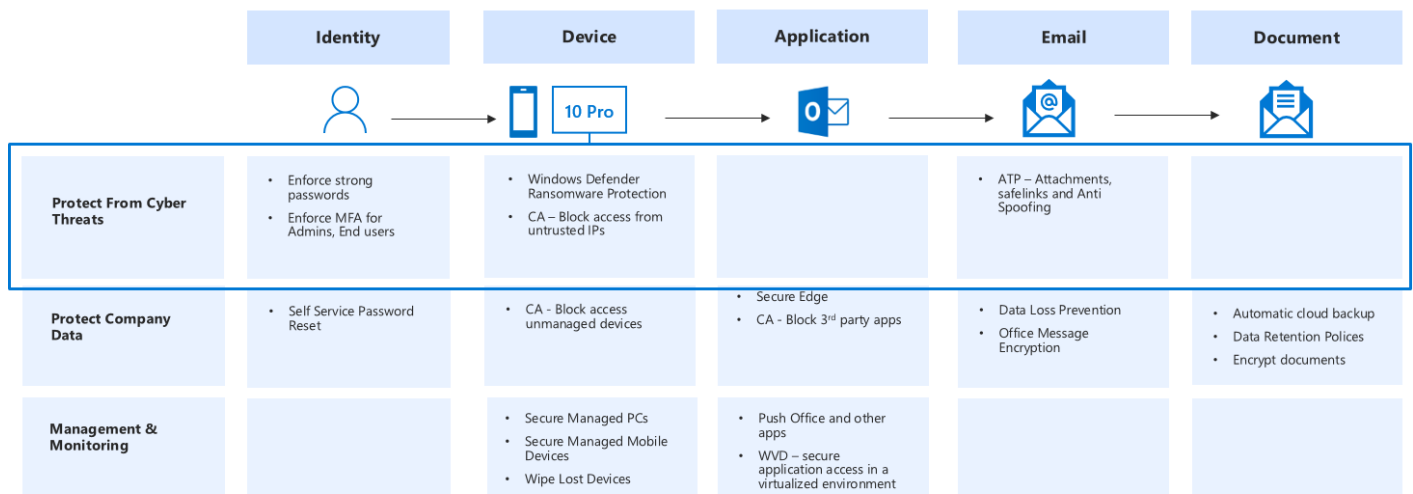 Identity
Device
Application
Email
Document
10 Pro
O
@
Protect From Cyber
Threats
• Enforce strong
passwords
• Enforce MFA for
Admins, End users
• Windows Defender
Ransomware Protection
• CA – Block access from
untrusted IPs
• ATP – Attachments,
safelinks and Anti
Spoofing
Protect Company
Data
• Self Service Password
Reset
• CA - Block access
unmanaged devices
• Secure Edge
• CA - Block 3rd party apps
• Data Loss Prevention
• Office Message
Encryption
• Automatic cloud backup
• Data Retention Polices
• Encrypt documents
Management &
Monitoring
• Secure Managed PCs
• Secure Managed Mobile
Devices
• Wipe Lost Devices
• Push Office and other
apps
• WVD – secure
application access in a
virtualized environment